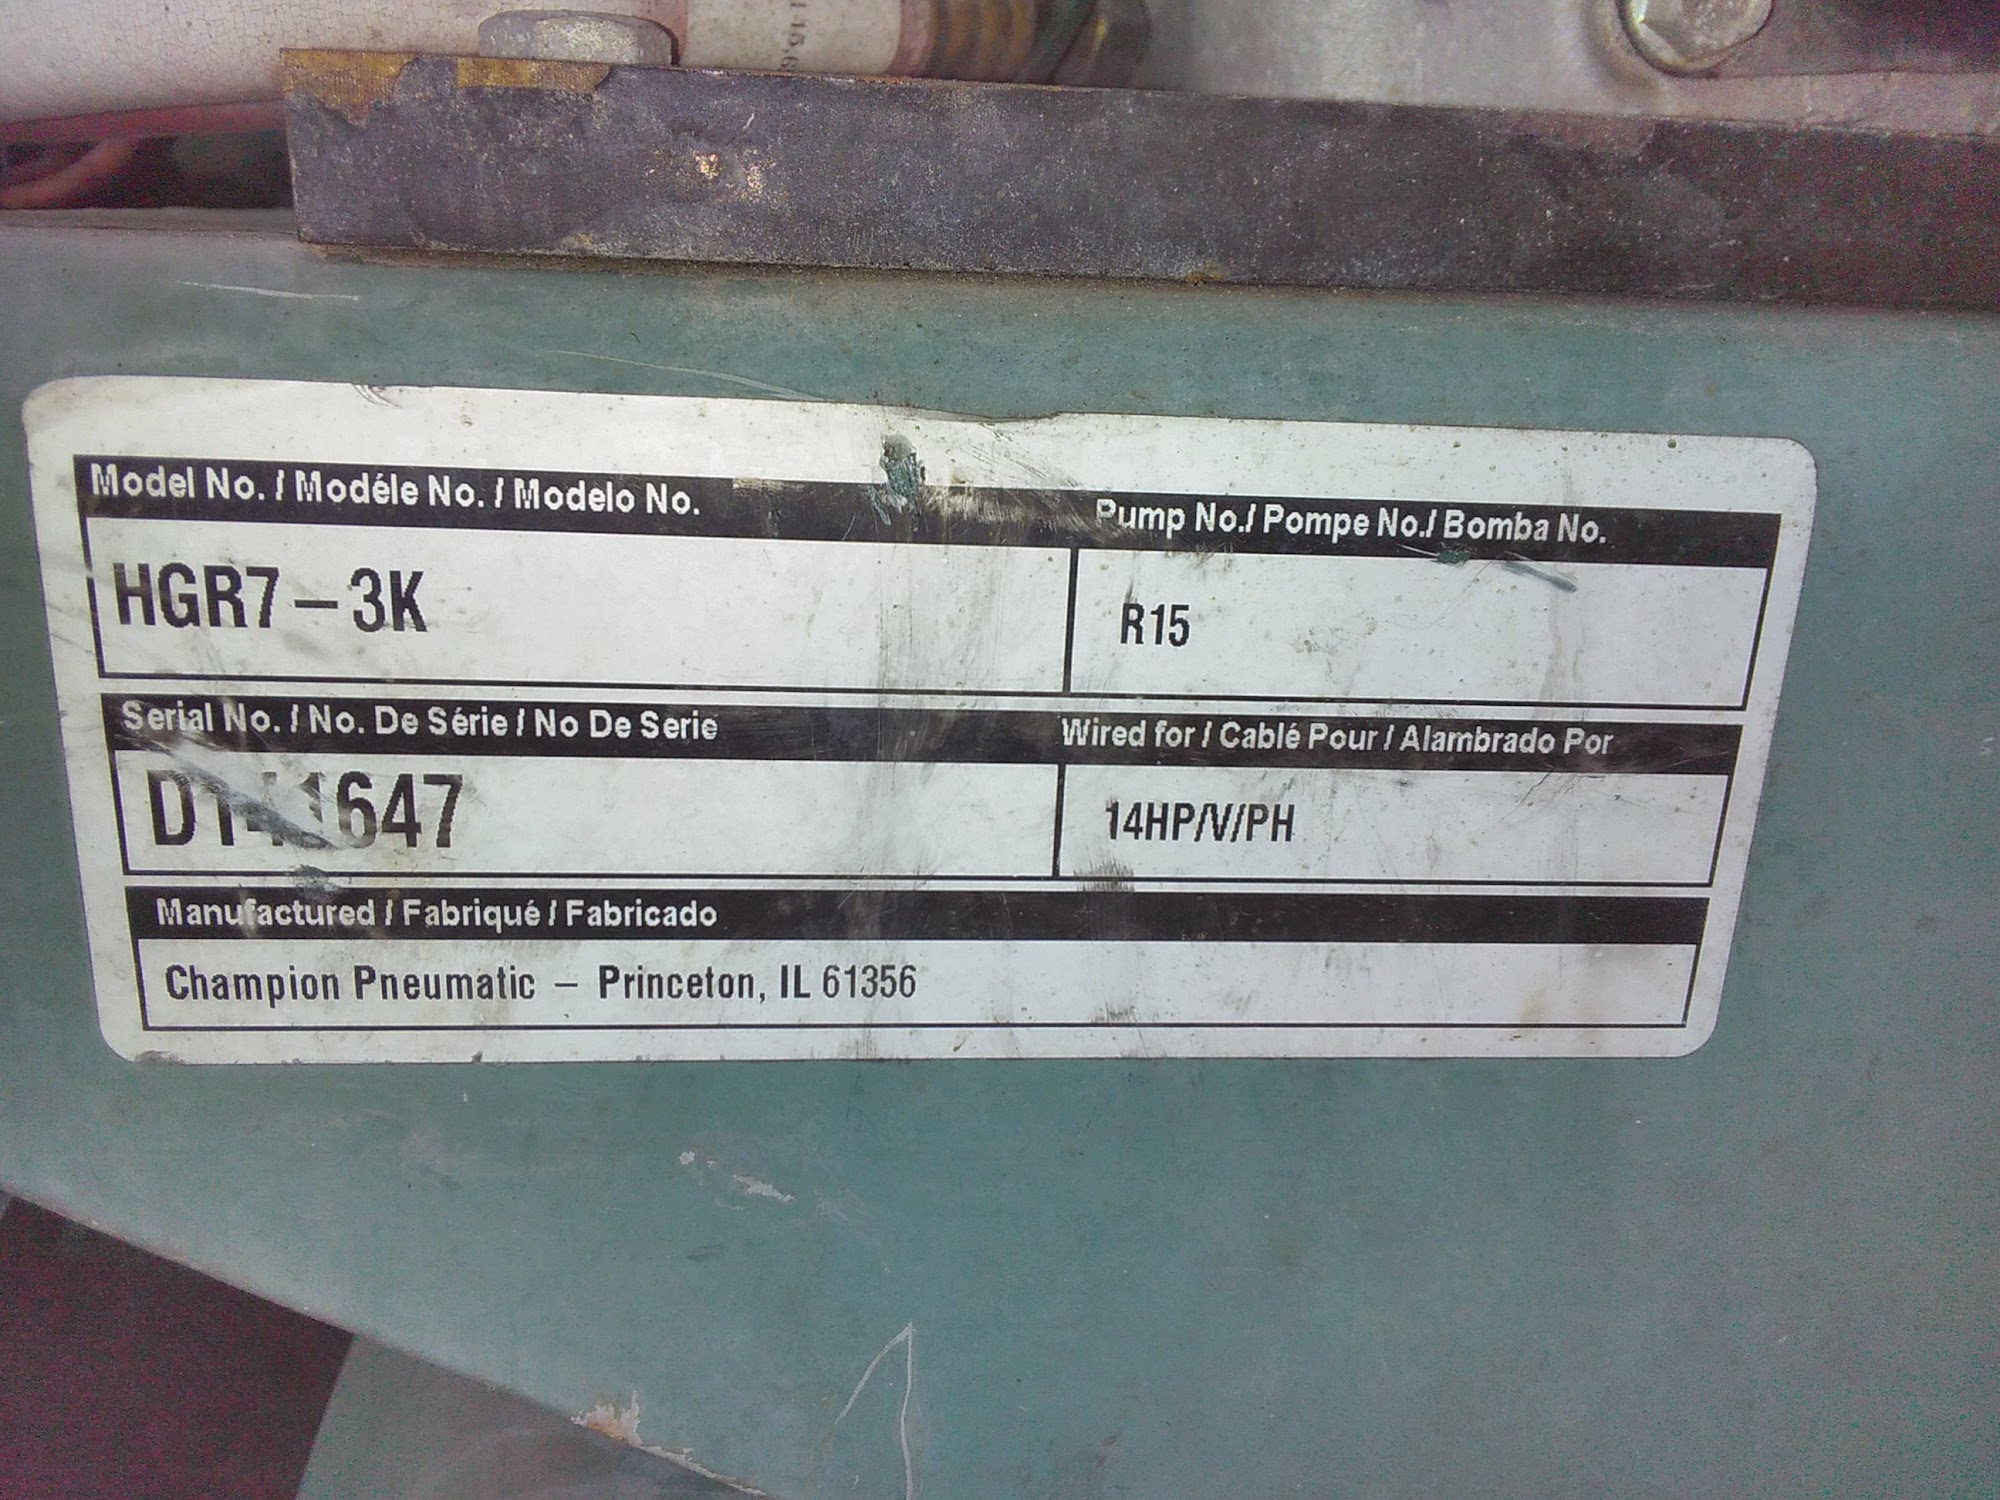 Model No. / Modéle No. / Modelo No.
Pump No./ Pompe No./ Bomba No.
HGR7 – 3K
R15
Serial No. / No. De Série / No De Serie
Wired for / Cablé Pour / Alambrado Por
14HP/V/PH
Manufactured / Fabriqué / Fabricado
Champion Pneumatic – Princeton, IL 61356